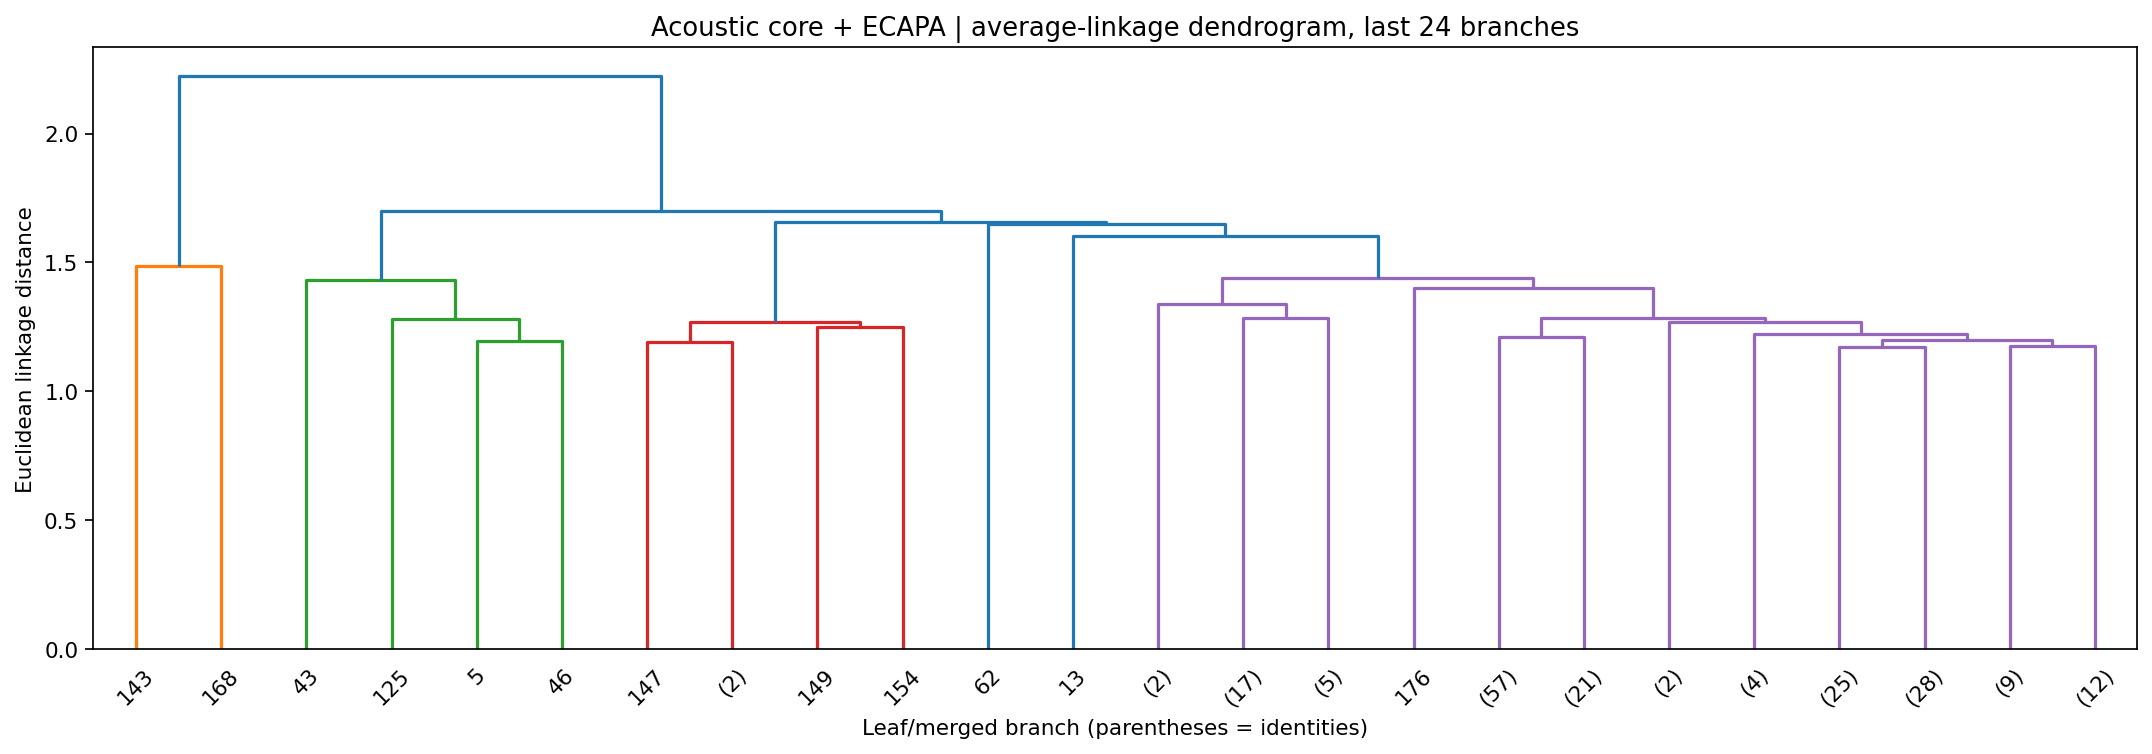 Acoustic core + ECAPA | average-linkage dendrogram, last 24 branches
Euclidean linkage distance
2.0
1.5
1.0
0.5
0.0
143 168 43 125 5 46 147 (2) 149 154 62 13 (2) (17) (5) 176 (57) (21) (2) (4) (25) (28) (9) (12)
Leaf/merged branch (parentheses = identities)